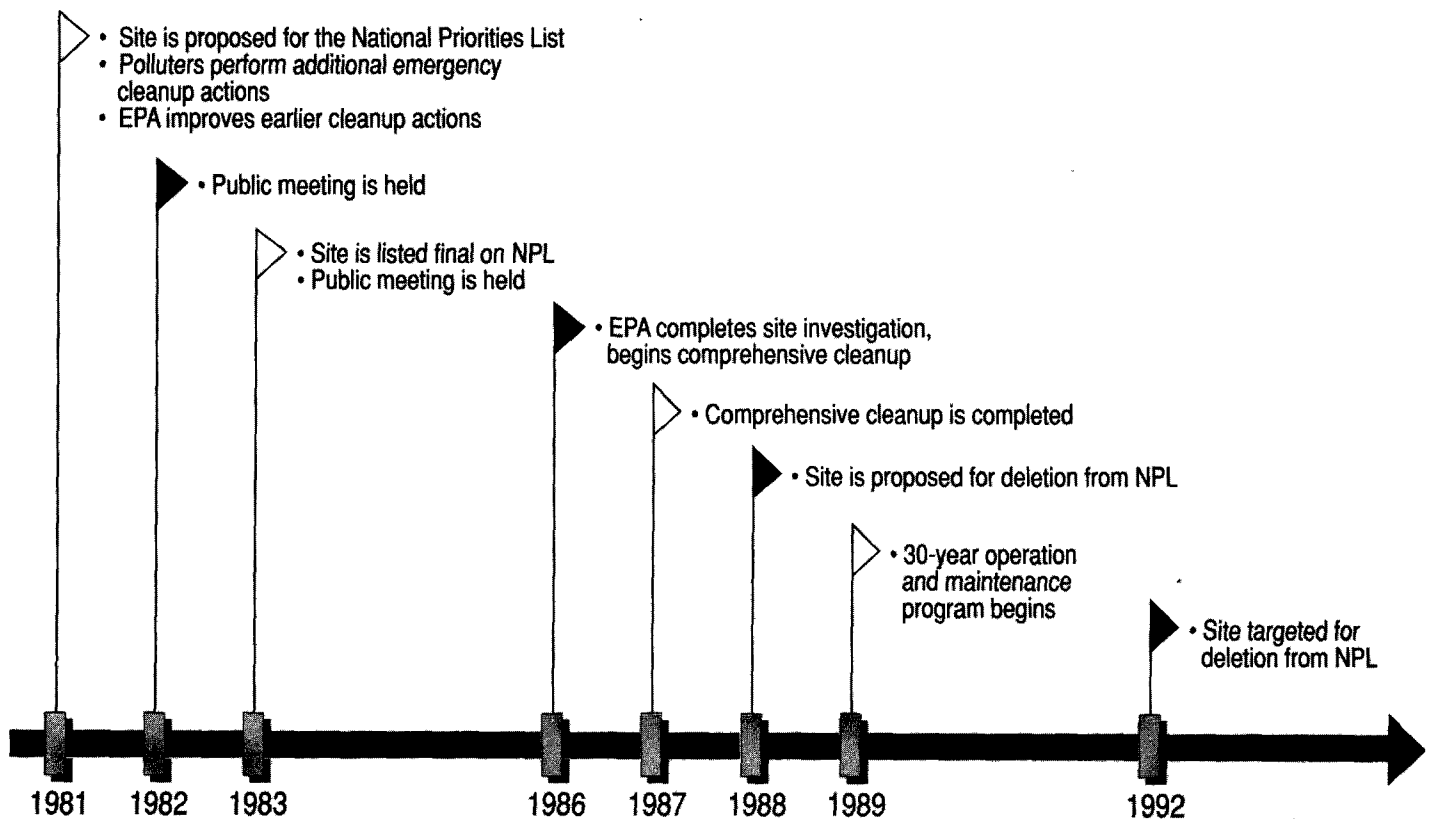 • Site is proposed for the National Priorities List
• Polluters perform additional emergency
cleanup actions
• EPA improves earlier cleanup actions
• Public meeting is held
• Site is listed final on NPL
• Public meeting is held
• EPA completes site investigation,
begins comprehensive cleanup
• Comprehensive cleanup is completed
• Site is proposed for deletion from NPL
• 30-year operation
and maintenance
program begins
• Site targeted for
deletion from NPL
1981 1982 1983 1986 1987 1988 1989 1992